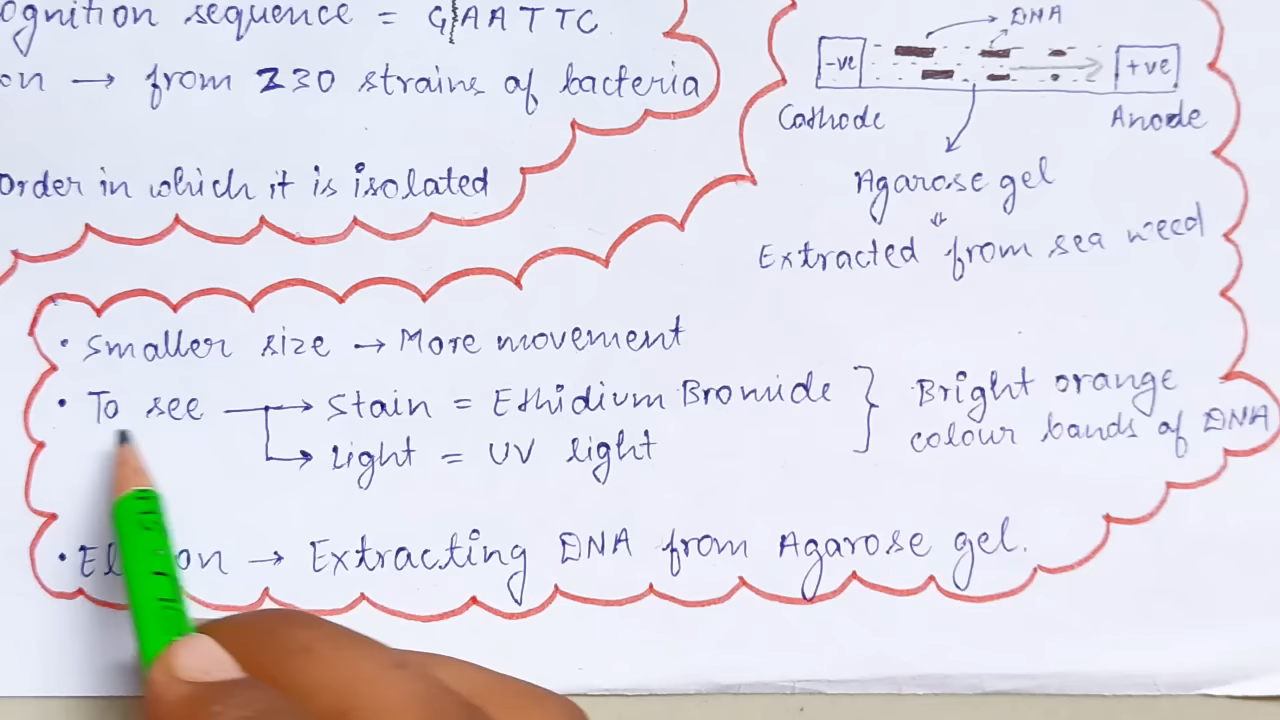 ognition sequence = G AATTC
on → from 230 strains of bacteria
Order in which it is isolated
DNA
-ve
+ve
Cathode
Anode
Agarose gel
Extracted from sea weed
• Smaller size → More movement
• To see → Stain = Ethidium Bromide } Bright orange
→ Light = UV light
colour bands of DNA
→ Extracting DNA from Agarose gel.